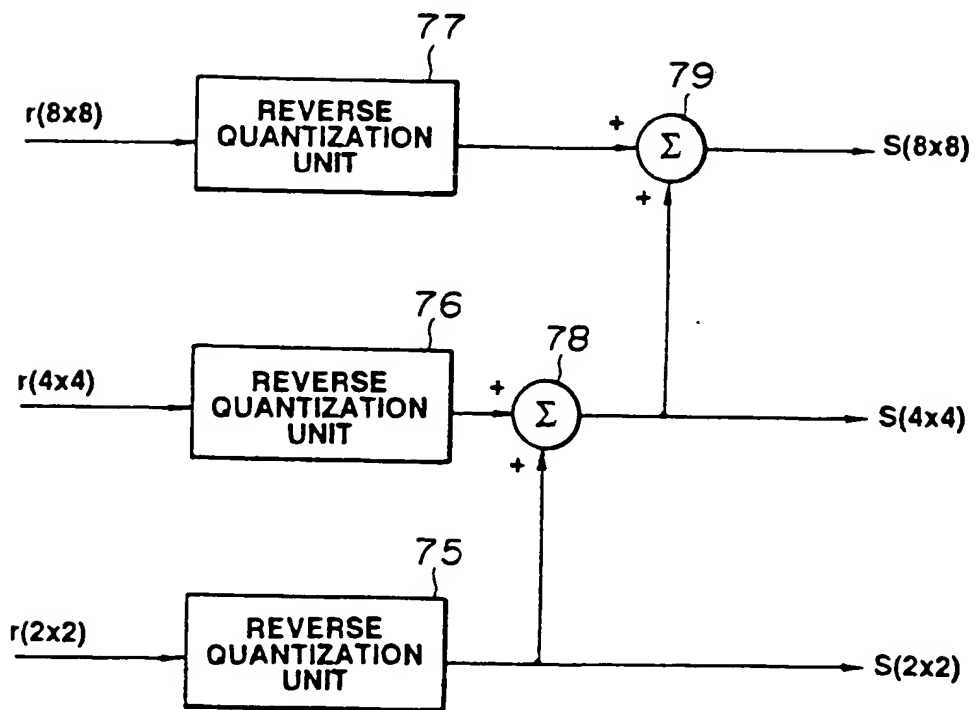 77
79
r(8x8)
REVERSE
QUANTIZATION
UNIT
+
Σ
+
S(8x8)
76
78
r(4x4)
REVERSE
QUANTIZATION
UNIT
+
Σ
+
S(4x4)
75
r(2x2)
REVERSE
QUANTIZATION
UNIT
S(2x2)